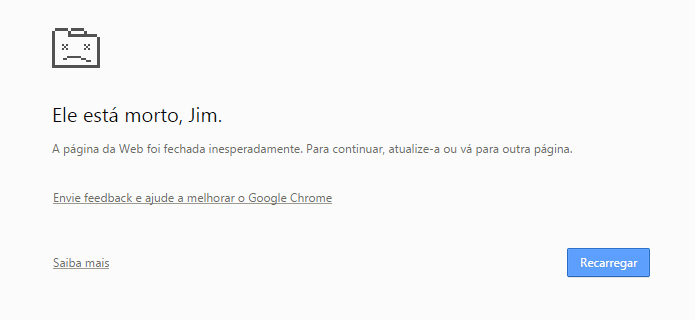 Ele está morto, Jim.
A página da Web foi fechada inesperadamente. Para continuar, atualize-a ou vá para outra página.
Envie feedback e ajude a melhorar o Google Chrome
Saiba mais
Recarregar